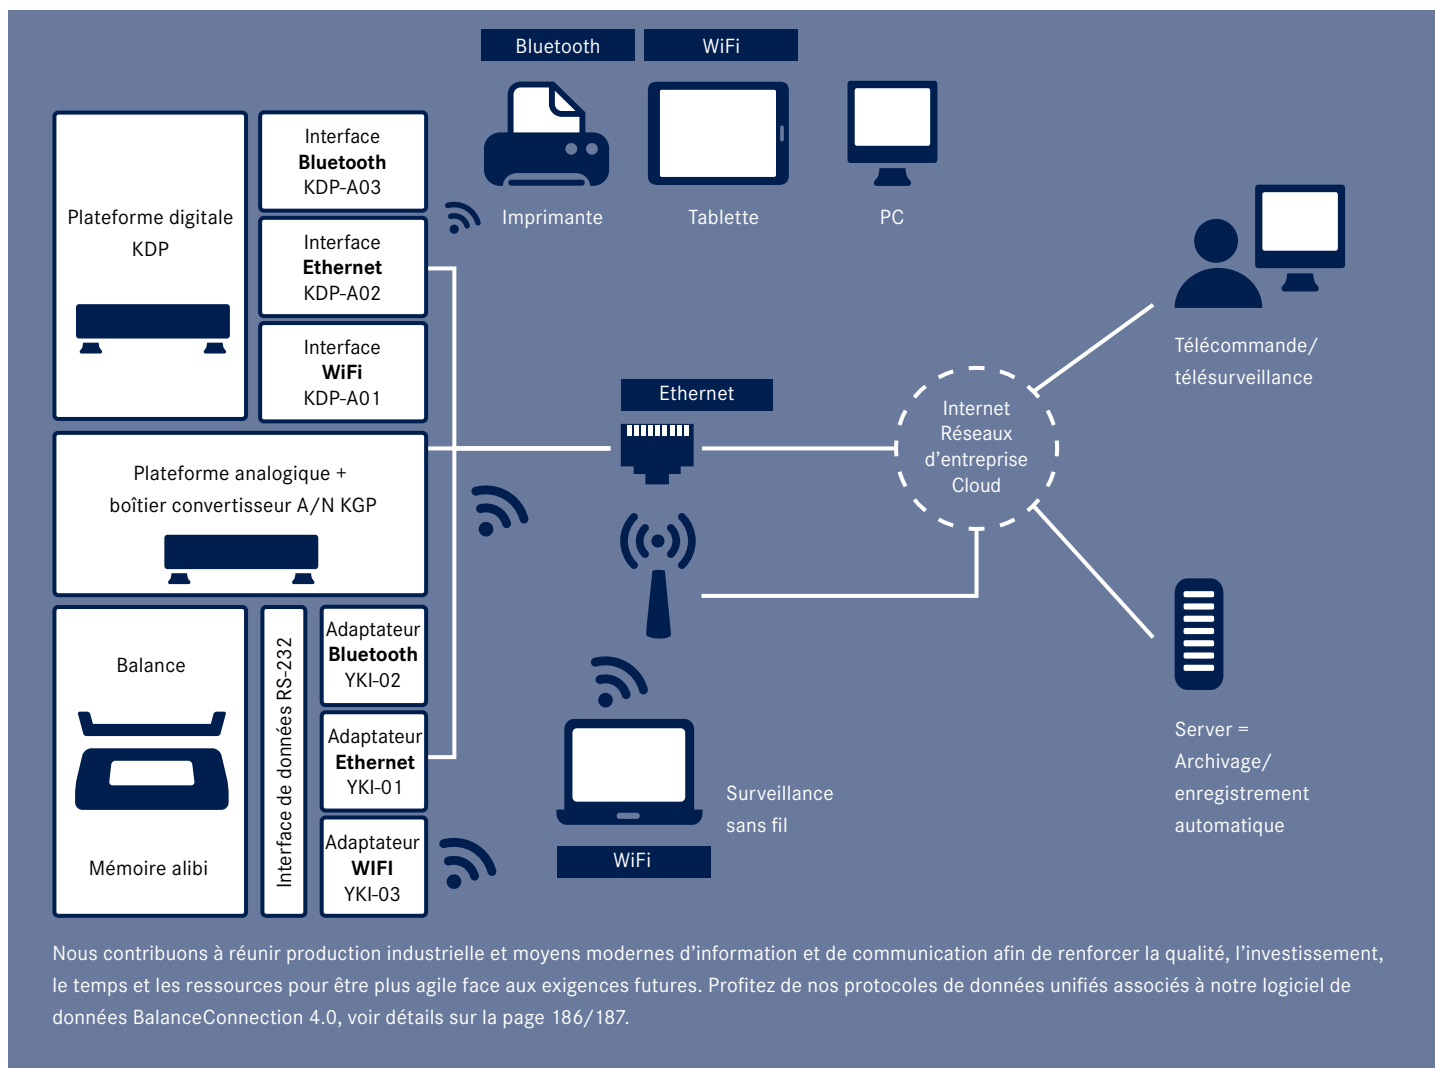 Bluetooth
WiFi
Imprimante
Tablette
PC
Plateforme digitale
KDP
Interface
Bluetooth
KDP-A03
Interface
Ethernet
KDP-A02
Interface
WiFi
KDP-A01
Plateforme analogique +
boîtier convertisseur A/N KGP
Balance
Mémoire alibi
Interface de données RS-232
Adaptateur
Bluetooth
YKI-02
Adaptateur
Ethernet
YKI-01
Adaptateur
WIFI
YKI-03
Ethernet
Surveillance
sans fil
WiFi
Internet
Réseaux
d’entreprise
Cloud
Télécommande/
télésurveillance
Server =
Archivage/
enregistrement
automatique
Nous contribuons à réunir production industrielle et moyens modernes d’information et de communication afin de renforcer la qualité, l’investissement,
le temps et les ressources pour être plus agile face aux exigences futures. Profitez de nos protocoles de données unifiés associés à notre logiciel de
données BalanceConnection 4.0, voir détails sur la page 186/187.